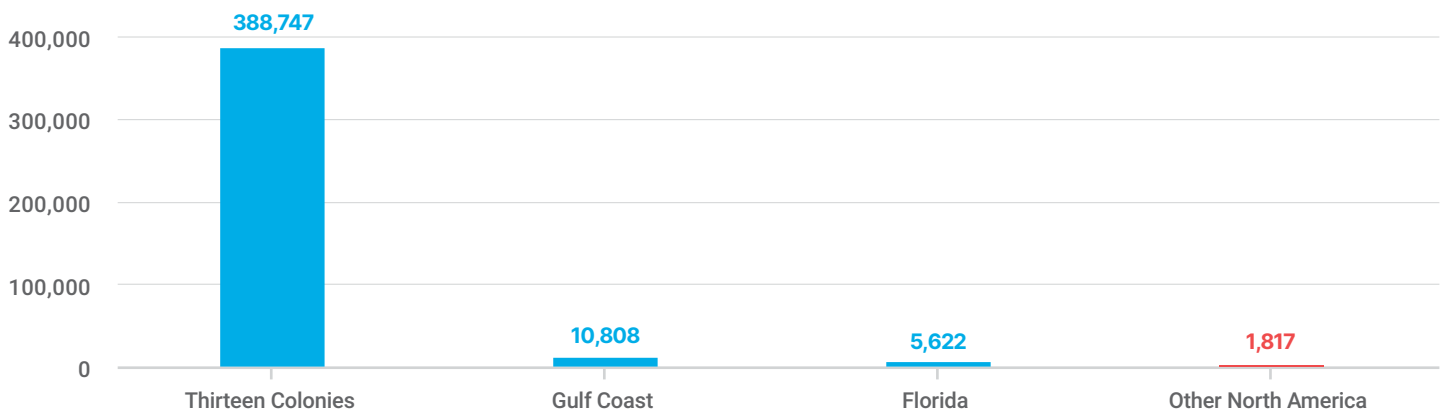 388,747
400,000
300,000
200,000
100,000
10,808
5,622
1,817
0
Thirteen Colonies
Gulf Coast
Florida
Other North America